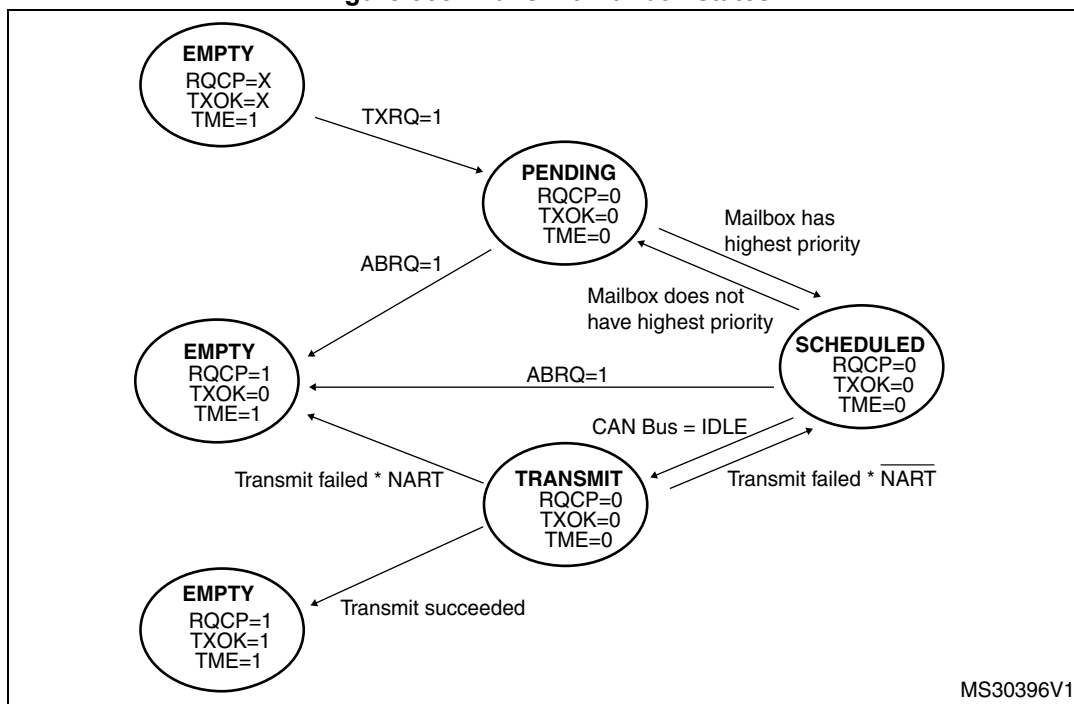 EMPTY
RQCP=X
TXOK=X
TME=1
TXRQ=1
PENDING
RQCP=0
TXOK=0
TME=0
Mailbox has
highest priority
ABRQ=1
Mailbox does not
have highest priority
EMPTY
RQCP=1
TXOK=0
TME=1
ABRQ=1
SCHEDULED
RQCP=0
TXOK=0
TME=0
CAN Bus = IDLE
Transmit failed * NART
TRANSMIT
RQCP=0
TXOK=0
TME=0
Transmit failed * N̅A̅R̅T̅
EMPTY
RQCP=1
TXOK=1
TME=1
Transmit succeeded
MS30396V1